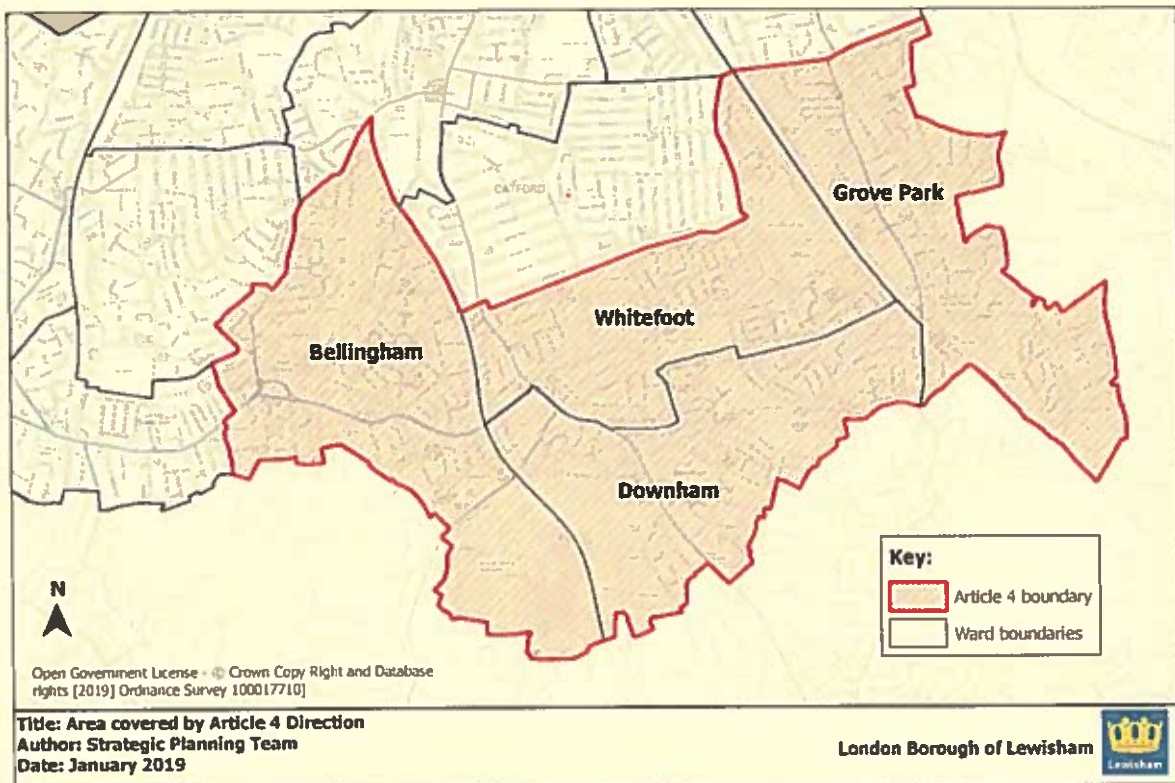 CATFORD
Grove Park
Whitefoot
Bellingham
Downham
Key:
Article 4 boundary
Ward boundaries
N
Open Government License - © Crown Copy Right and Database
rights [2019] Ordnance Survey 100017710]
Title: Area covered by Article 4 Direction
Author: Strategic Planning Team
Date: January 2019
London Borough of Lewisham
Lewisham